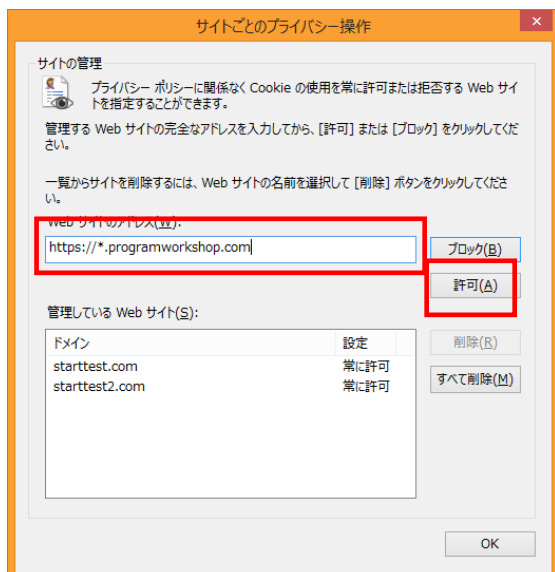 サイトごとのプライバシー操作
サイトの管理
プライバシー ポリシーに関係なく Cookie の使用を常に許可または拒否する Web サイ
トを指定することができます。
管理する Web サイトの完全なアドレスを入力してから、[許可] または [ブロック] をクリックしてくだ
さい。
一覧からサイトを削除するには、Web サイトの名前を選択して [削除] ボタンをクリックしてくださ
い。
Web サイトのアドレス(W):
https://*.programworkshop.com
ブロック(B)
許可(A)
管理している Web サイト(S):
ドメイン 設定
starttest.com 常に許可
starttest2.com 常に許可
削除(R)
すべて削除(M)
OK